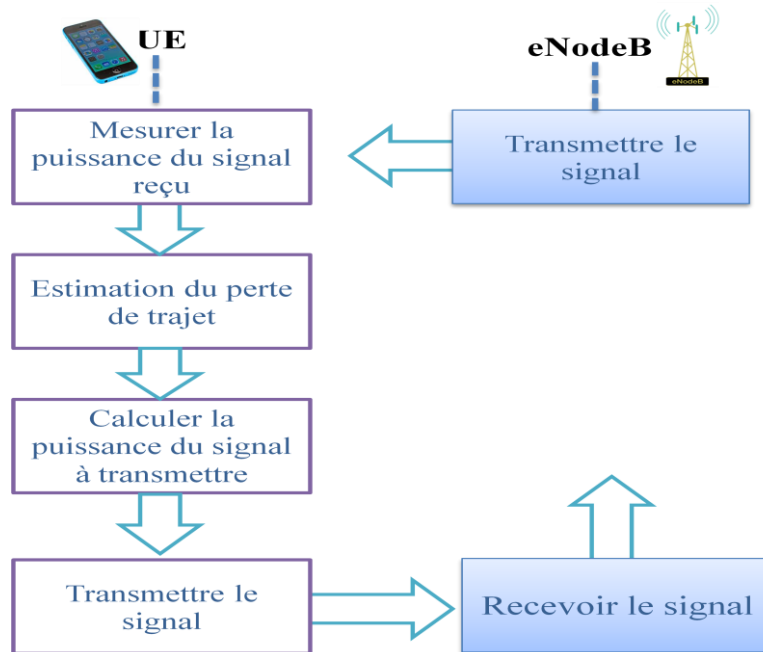 UE
eNodeB
eNodeB
Mesurer la
puissance du signal
reçu
Transmettre le
signal
Estimation du perte
de trajet
Calculer la
puissance du signal
à transmettre
Transmettre le
signal
Recevoir le signal